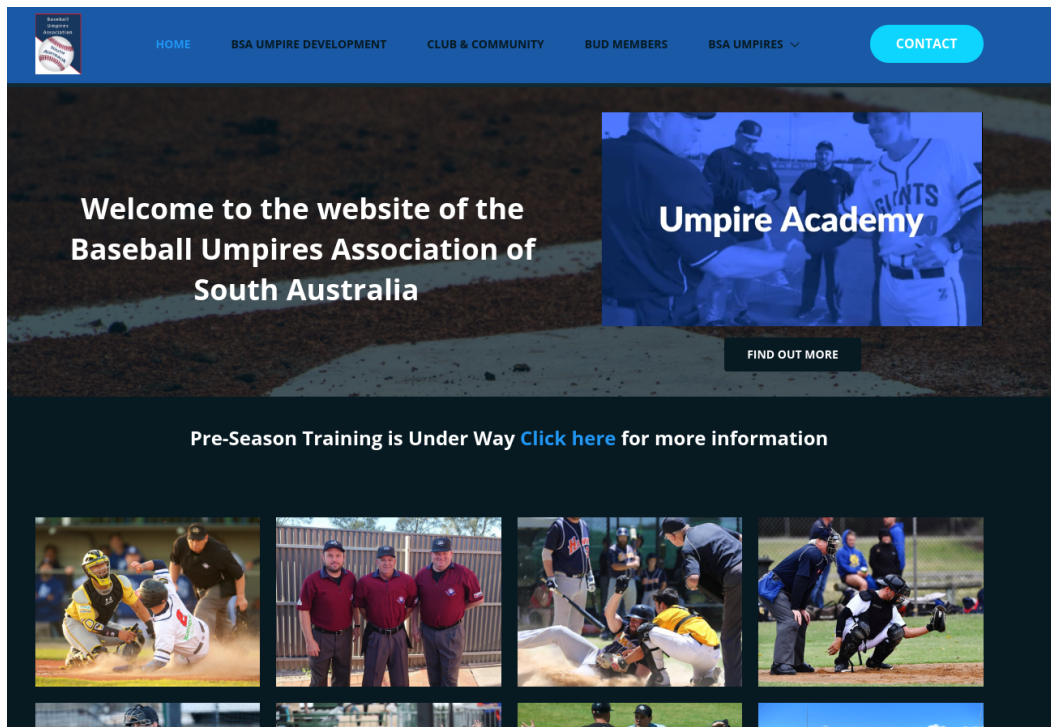 Baseball
Umpires
Association
HOME
BSA UMPIRE DEVELOPMENT
CLUB & COMMUNITY
BUD MEMBERS
BSA UMPIRES
CONTACT
Welcome to the website of the
Baseball Umpires Association of
South Australia
Umpire Academy
FIND OUT MORE
Pre-Season Training is Under Way Click here for more information